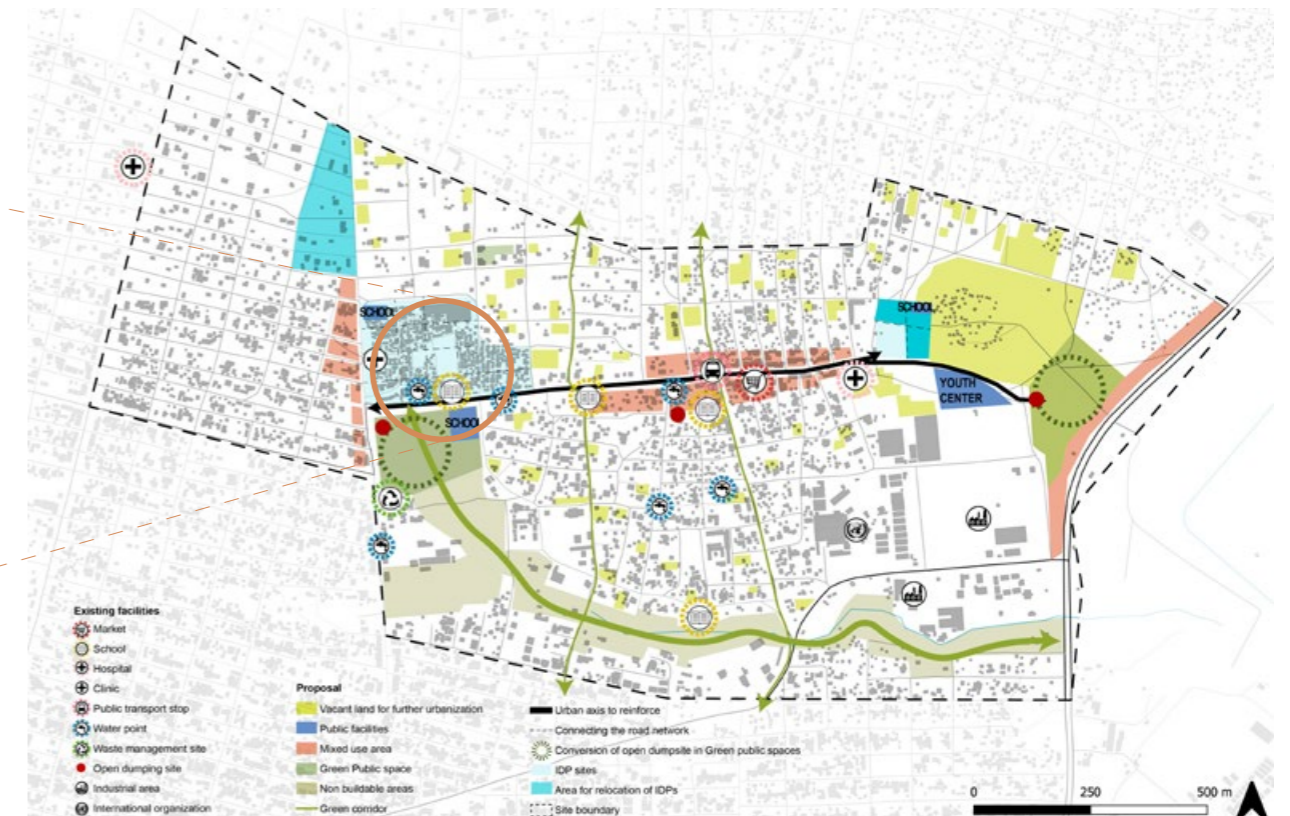 SCHOOL
SCHOOL
SCHOOL
YOUTH
CENTER
Existing facilities
Market
School
Hospital
Clinic
Public transport stop
Water point
Waste management site
Open dumping site
Industrial area
International organization
Proposal
Vacant land for further urbanization
Public facilities
Mixed use area
Green Public space
Non buildable areas
Green corridor
Urban axis to reinforce
Connecting the road network
Conversion of open dumpsite in Green public spaces
IDP sites
Area for relocation of IDPs
Site boundary
0 250 500 m